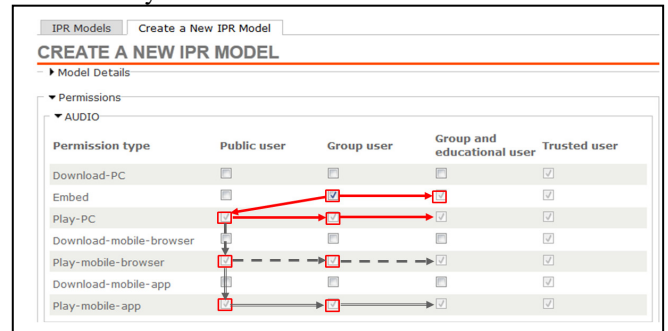 IPR Models Create a New IPR Model
CREATE A NEW IPR MODEL
Model Details
Permissions
AUDIO
Permission type Public user Group user Group and educational user Trusted user
Download-PC
Embed
Play-PC
Download-mobile-browser
Play-mobile-browser
Download-mobile-app
Play-mobile-app